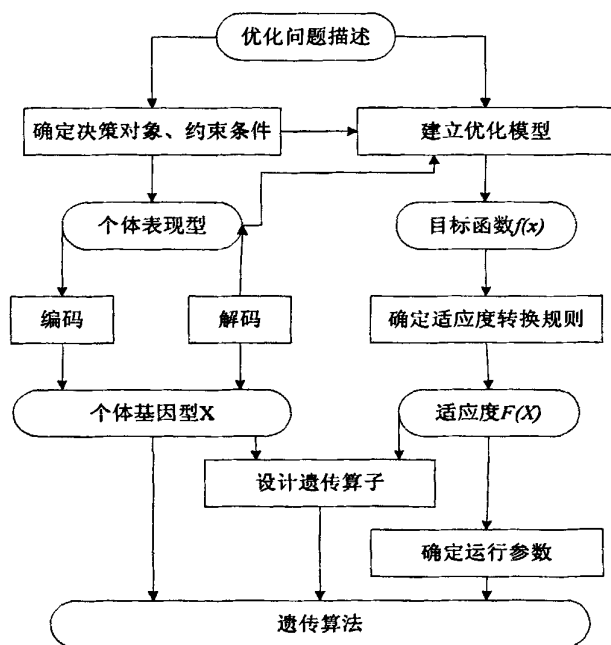 优化问题描述
确定决策对象、约束条件
建立优化模型
个体表现型
目标函数f(x)
编码
解码
确定适应度转换规则
个体基因型X
适应度F(X)
设计遗传算子
确定运行参数
遗传算法